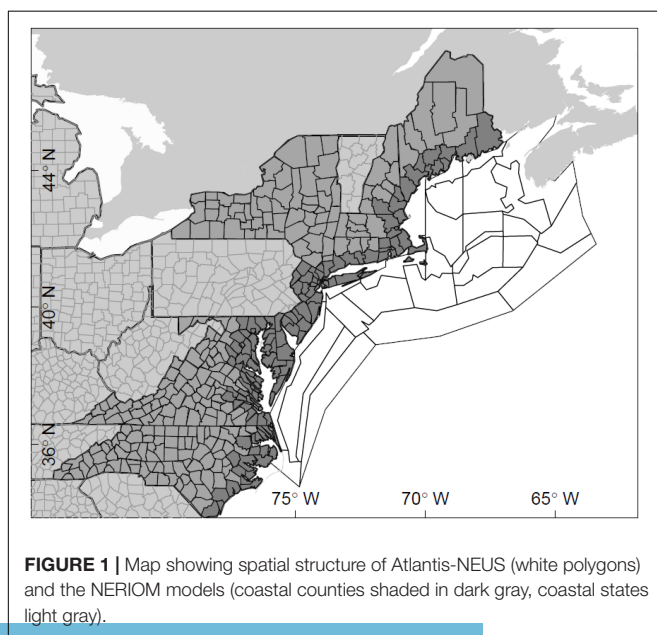 44° N
40° N
36° N
75° W
70° W
65° W
FIGURE 1 | Map showing spatial structure of Atlantis-NEUS (white polygons)
and the NERIOM models (coastal counties shaded in dark gray, coastal states
light gray).